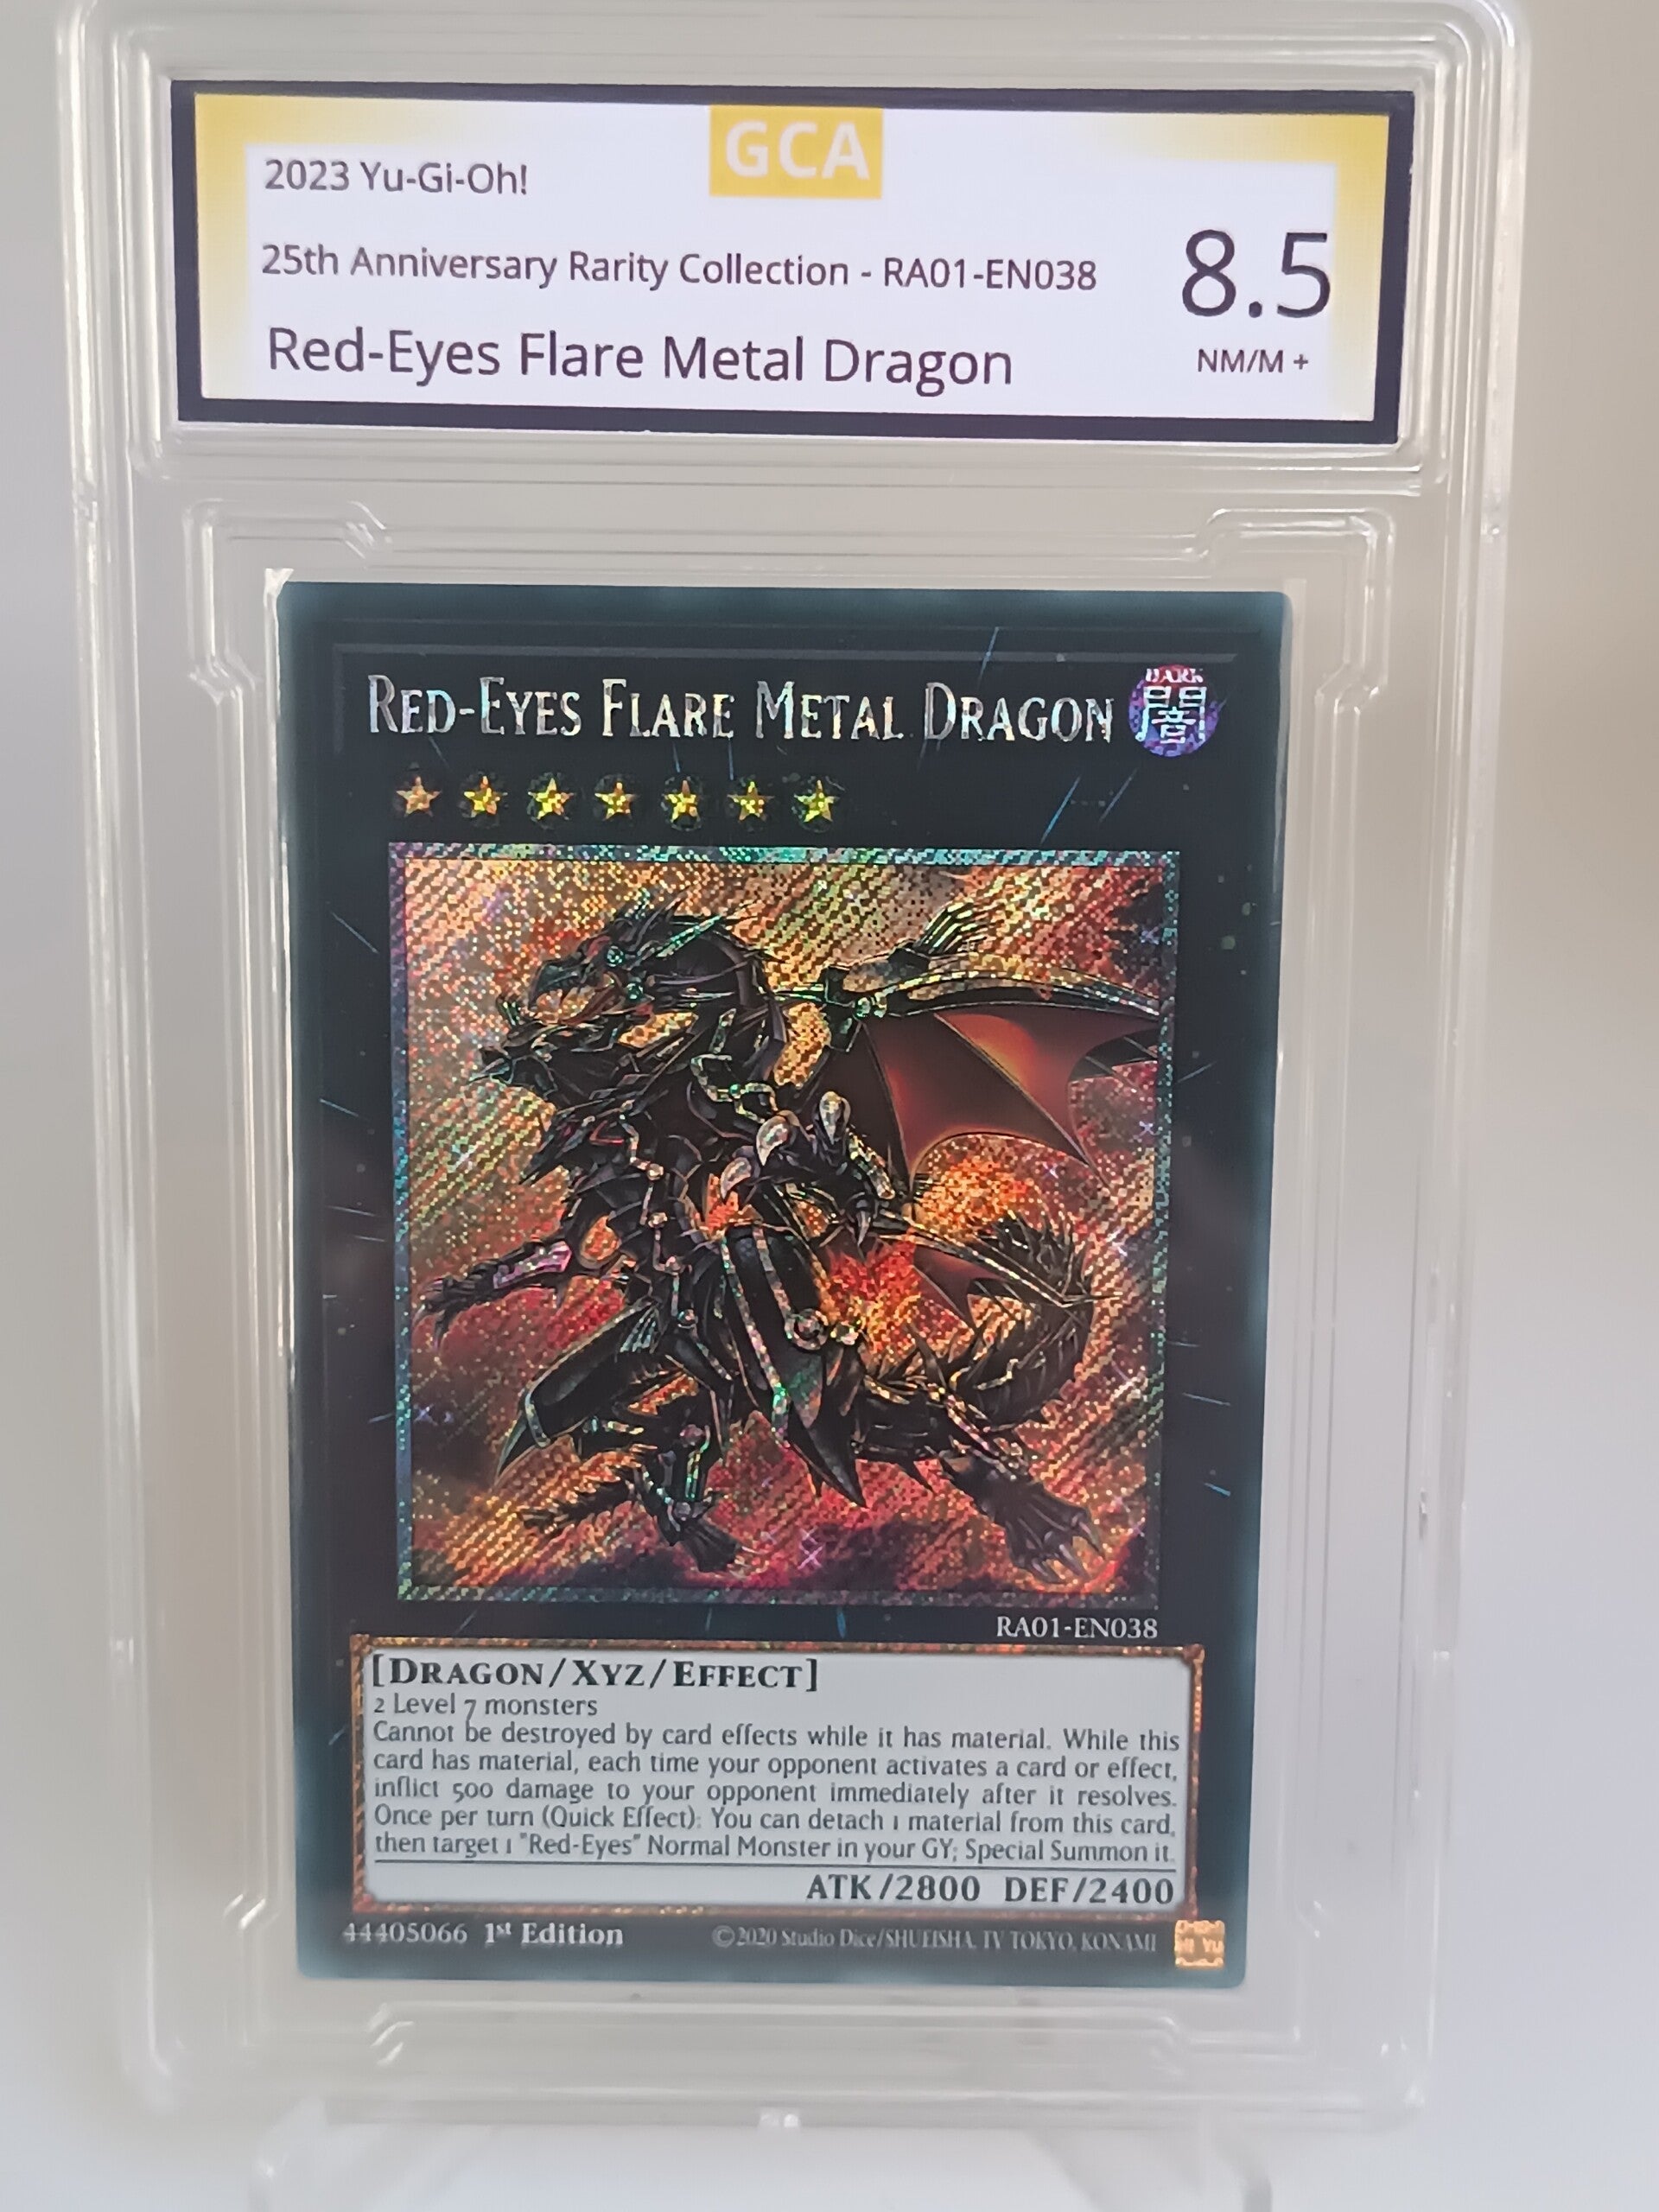 GCA
2023 Yu-Gi-Oh!
25th Anniversary Rarity Collection - RA01-EN038
8.5
Red-Eyes Flare Metal Dragon
NM/M +
RED-EYES FLARE METAL DRAGON
DARK
闇
RA01-EN038
[DRAGON/XYZ/EFFECT]
2 Level 7 monsters
Cannot be destroyed by card effects while it has material. While this
card has material, each time your opponent activates a card or effect,
inflict 500 damage to your opponent immediately after it resolves.
Once per turn (Quick Effect): You can detach 1 material from this card,
then target 1 "Red-Eyes" Normal Monster in your GY; Special Summon it.
ATK/2800 DEF/2400
44405066 1st Edition ©2020 Studio Dice/SHUEISHA, TV TOKYO, KONAMI